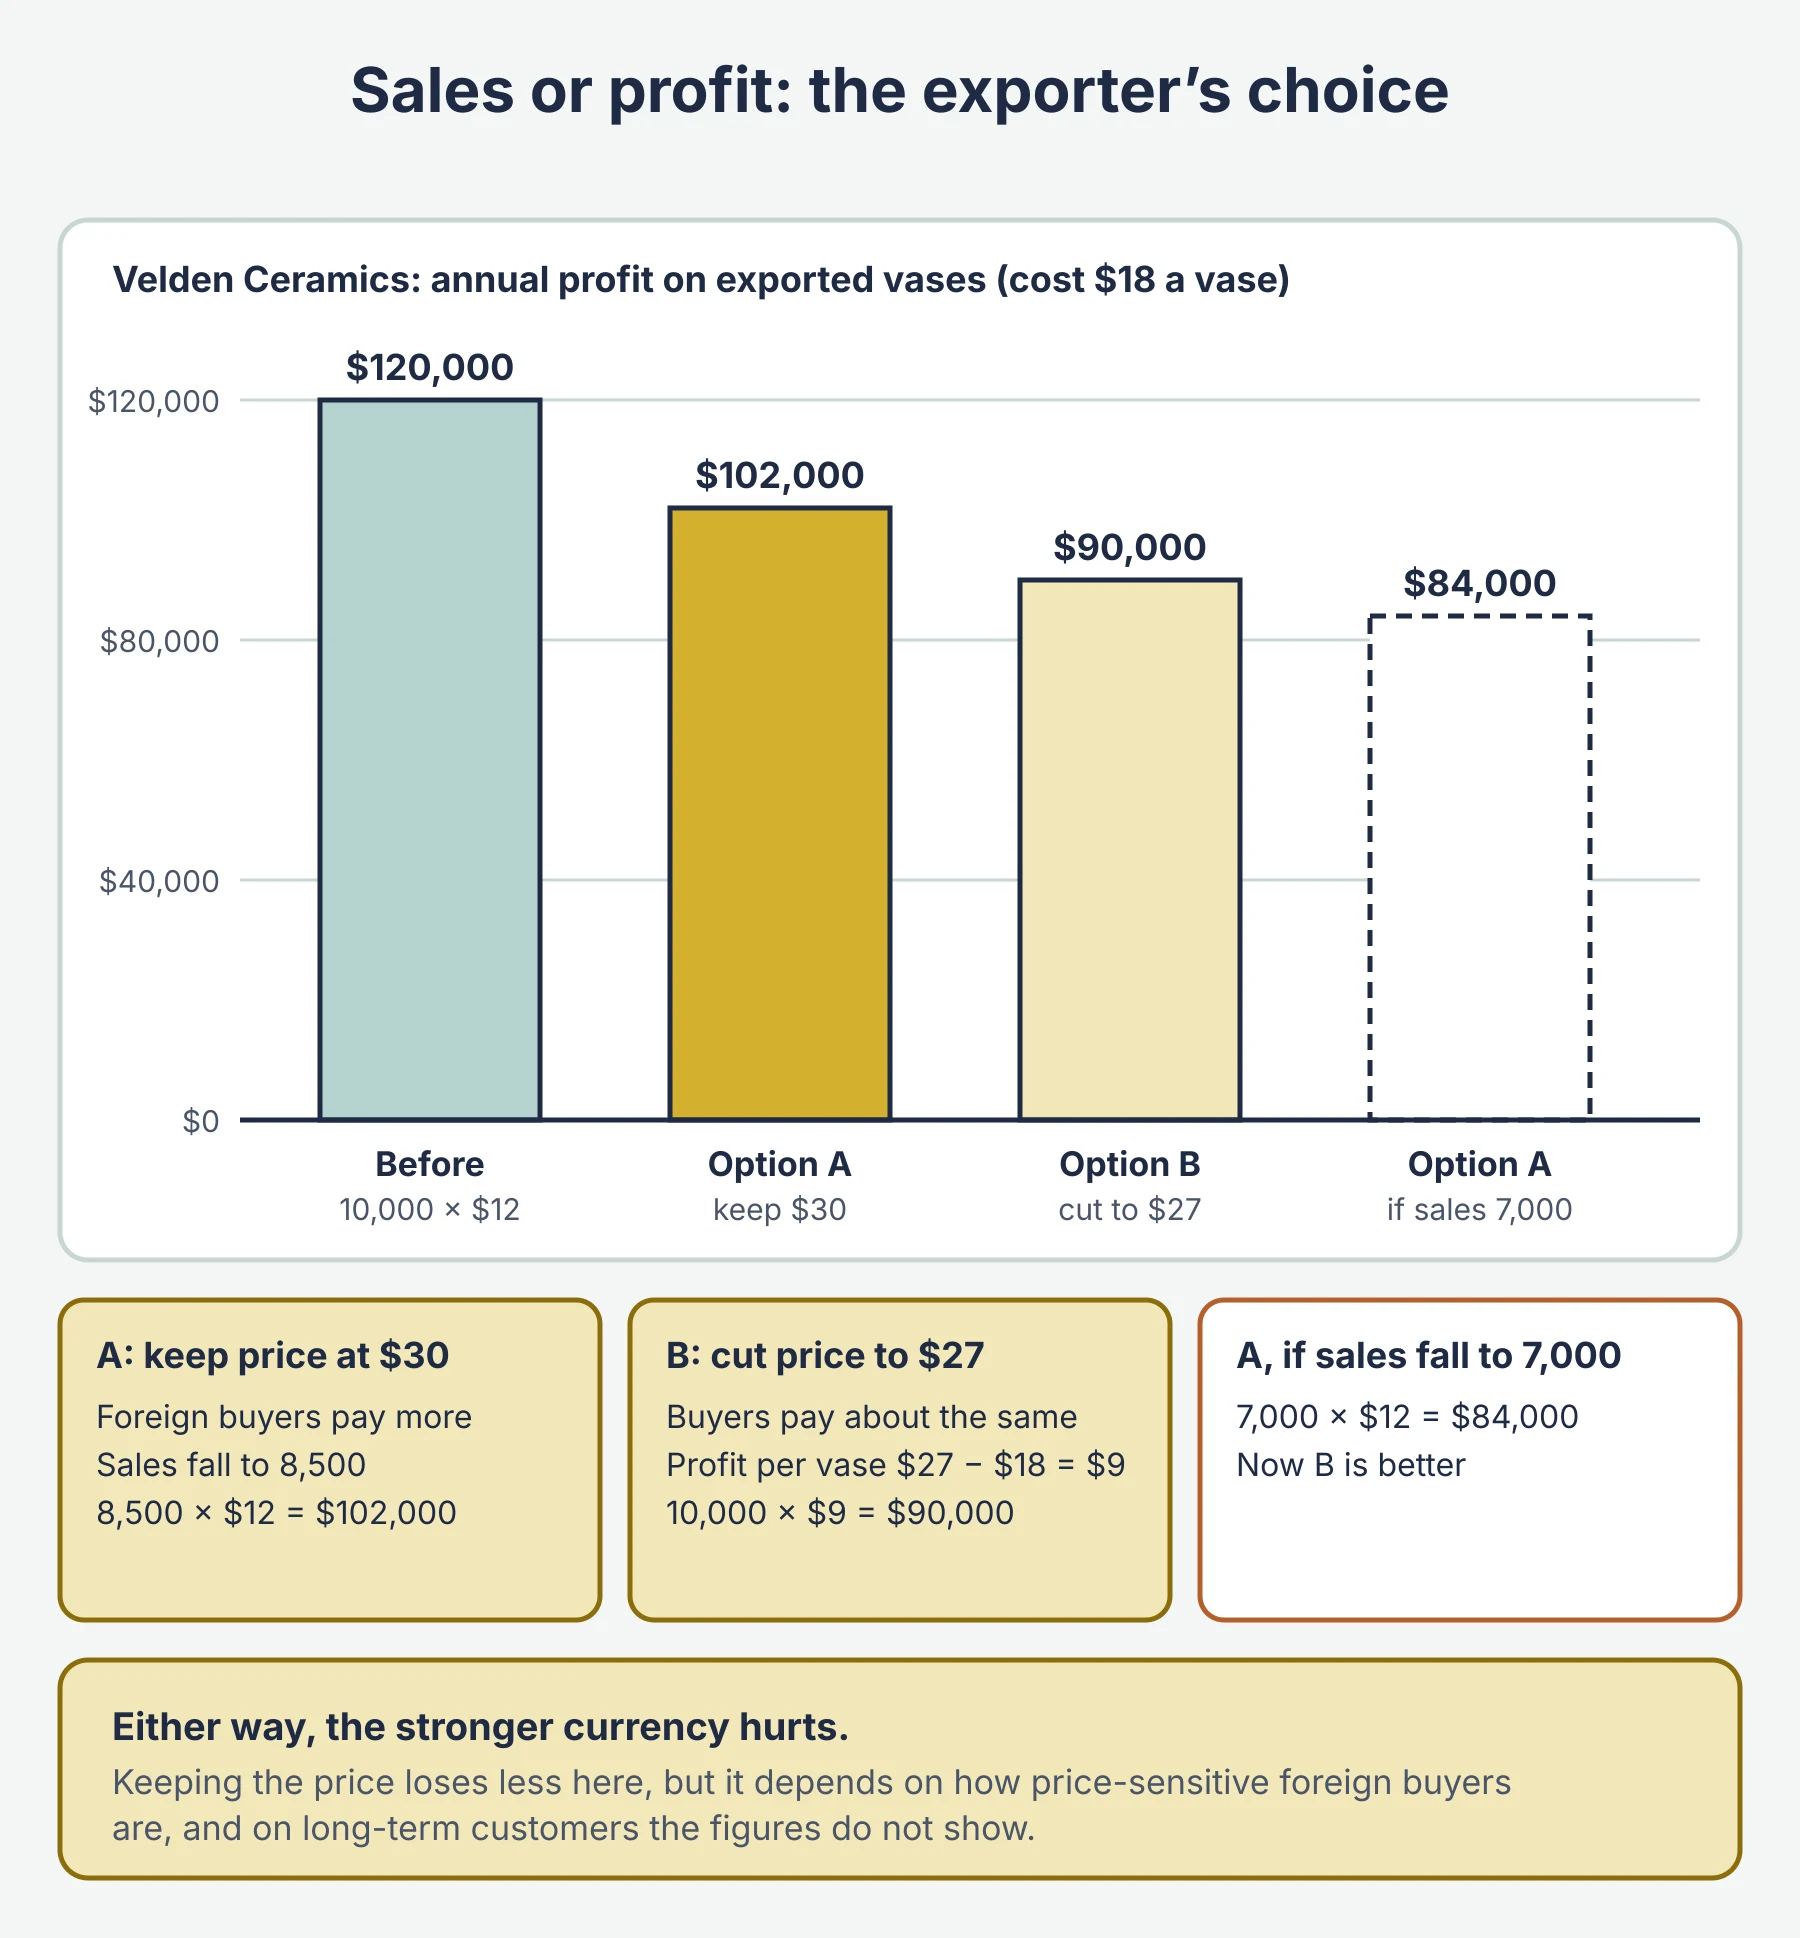 Sales or profit: the exporter’s choice
Velden Ceramics: annual profit on exported vases (cost $18 a vase)
$120,000
$80,000
$40,000
$0
$120,000
$102,000
$90,000
$84,000
Before
10,000 × $12
Option A
keep $30
Option B
cut to $27
Option A
if sales 7,000
A: keep price at $30
Foreign buyers pay more
Sales fall to 8,500
8,500 × $12 = $102,000
B: cut price to $27
Buyers pay about the same
Profit per vase $27 − $18 = $9
10,000 × $9 = $90,000
A, if sales fall to 7,000
7,000 × $12 = $84,000
Now B is better
Either way, the stronger currency hurts.
Keeping the price loses less here, but it depends on how price-sensitive foreign buyers
are, and on long-term customers the figures do not show.